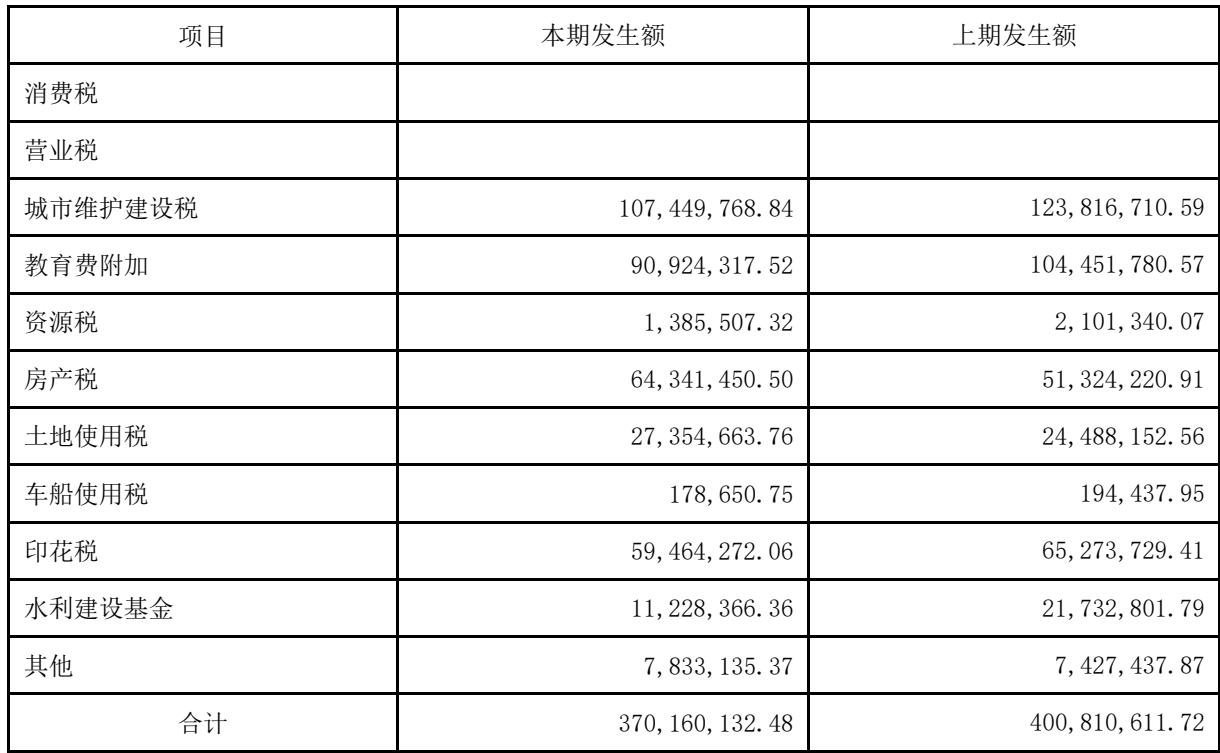 项目 本期发生额 上期发生额
消费税
营业税
城市维护建设税 107,449,768.84 123,816,710.59
教育费附加 90,924,317.52 104,451,780.57
资源税 1,385,507.32 2,101,340.07
房产税 64,341,450.50 51,324,220.91
土地使用税 27,354,663.76 24,488,152.56
车船使用税 178,650.75 194,437.95
印花税 59,464,272.06 65,273,729.41
水利建设基金 11,228,366.36 21,732,801.79
其他 7,833,135.37 7,427,437.87
合计 370,160,132.48 400,810,611.72